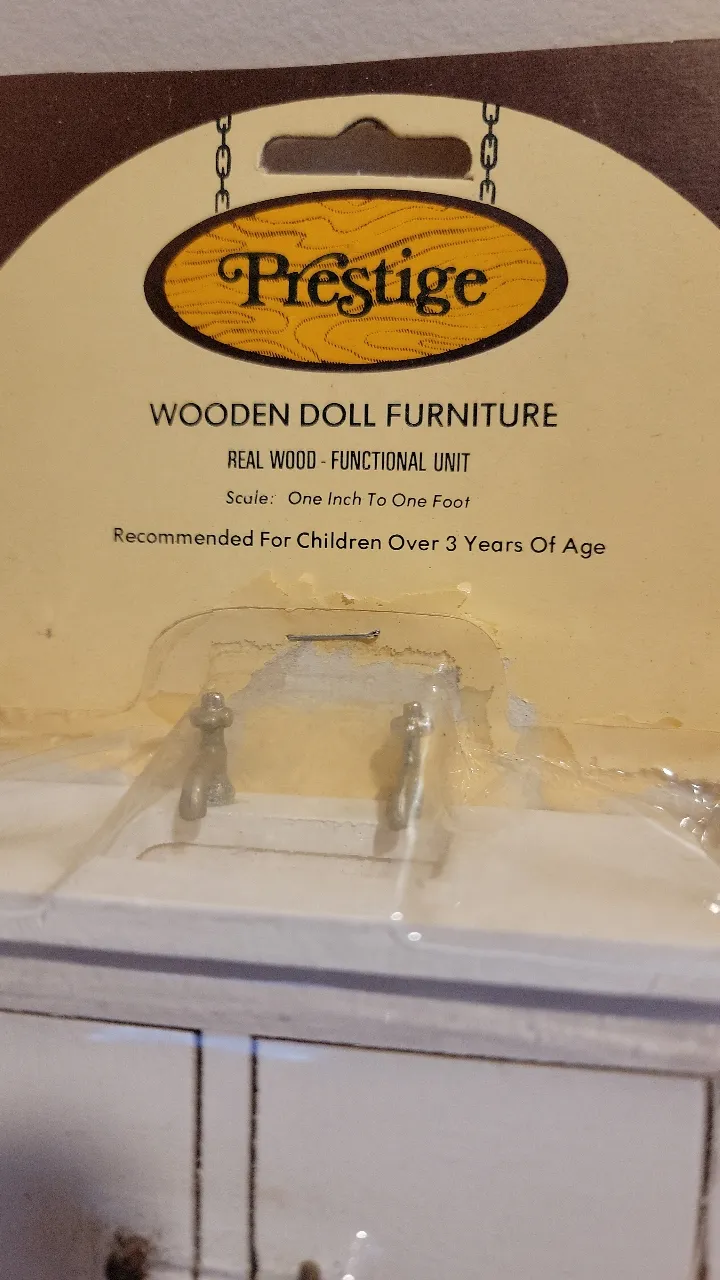 Prestige
WOODEN DOLL FURNITURE
REAL WOOD - FUNCTIONAL UNIT
Scale: One Inch To One Foot
Recommended For Children Over 3 Years Of Age